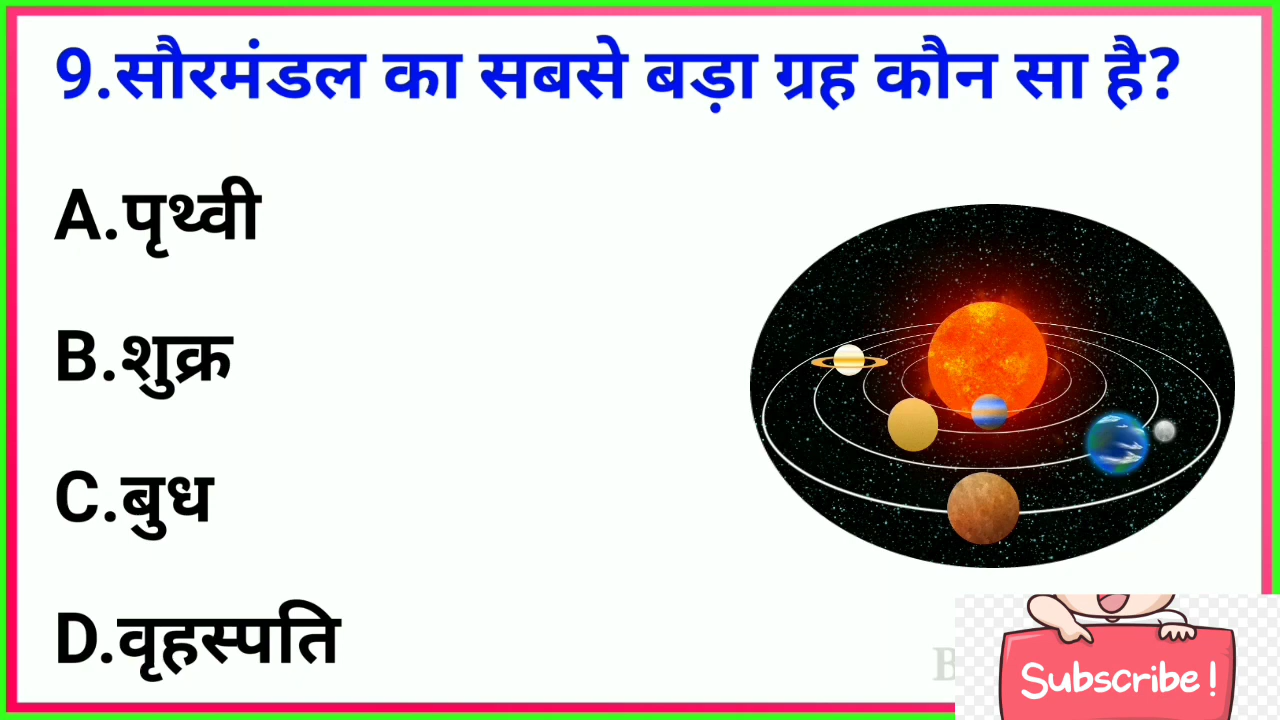 9.सौरमंडल का सबसे बड़ा ग्रह कौन सा है?
A.पृथ्वी
B.शुक्र
C.बुध
D.वृहस्पति
Subscribe!